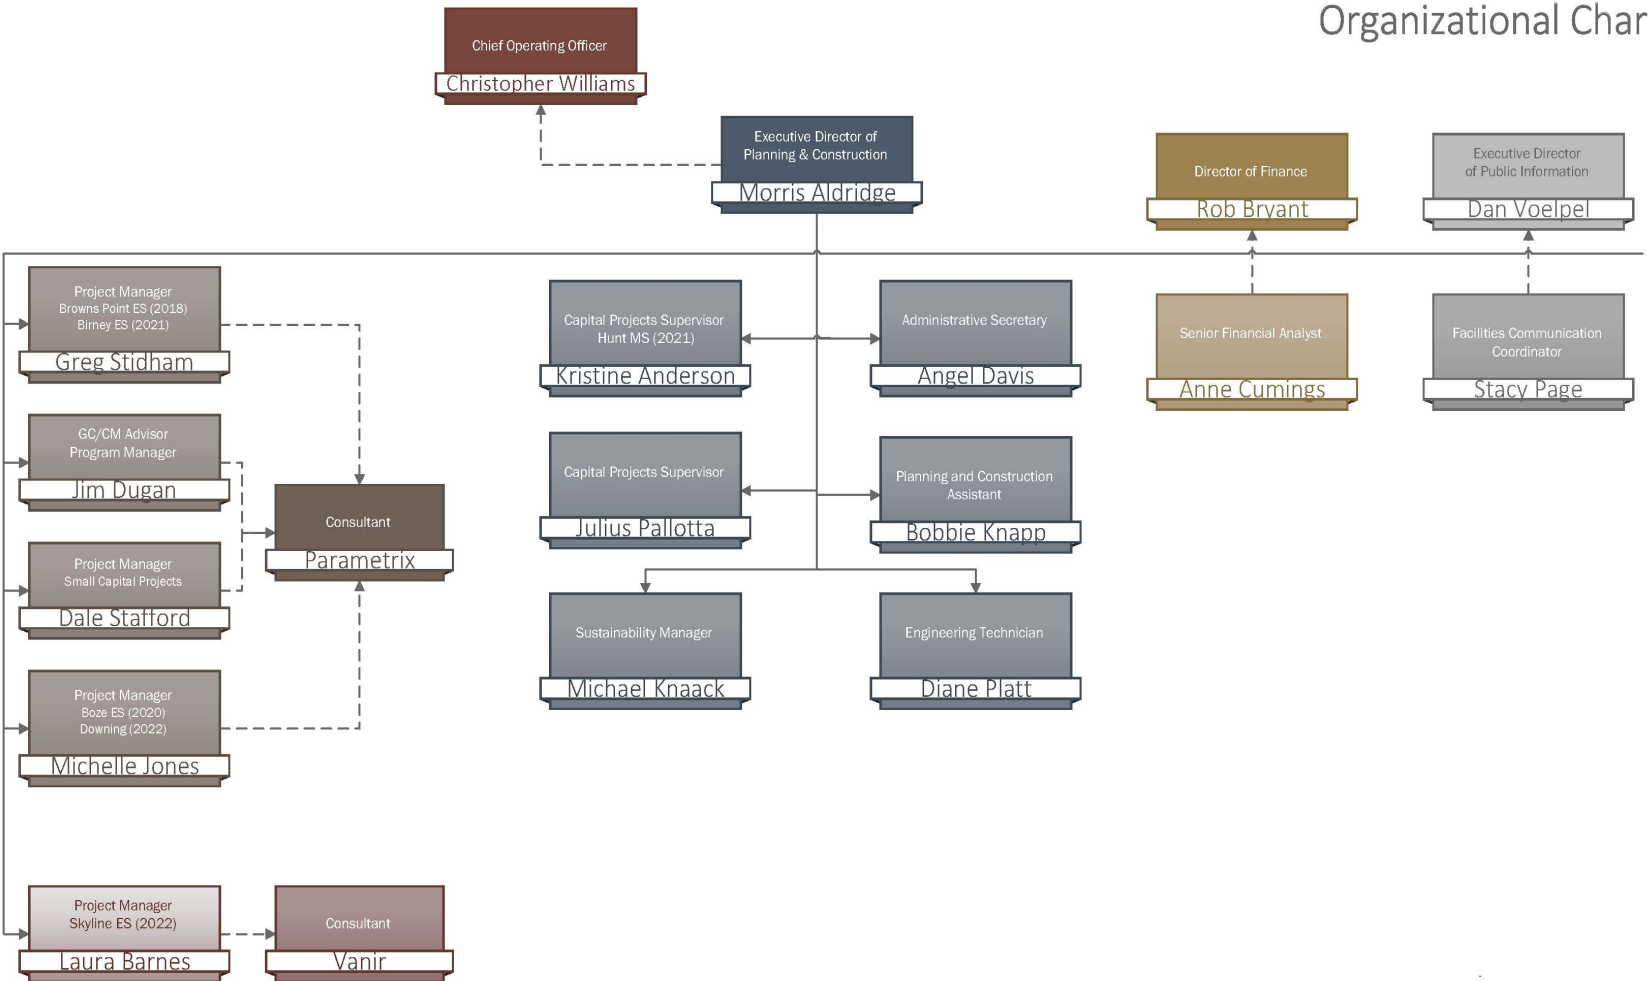 Organizational Char
Chief Operating Officer
Christopher Williams
Executive Director of
Planning & Construction
Morris Aldridge
Director of Finance
Rob Bryant
Executive Director
of Public Information
Dan Voelpel
Project Manager
Browns Point ES (2018)
Birney ES (2021)
Greg Stidham
Capital Projects Supervisor
Hunt MS (2021)
Kristine Anderson
Administrative Secretary
Angel Davis
Senior Financial Analyst
Anne Cumings
Facilities Communication
Coordinator
Stacy Page
GC/CM Advisor
Program Manager
Jim Dugan
Consultant
Parametrix
Capital Projects Supervisor
Julius Pallotta
Planning and Construction
Assistant
Bobbie Knapp
Project Manager
Small Capital Projects
Dale Stafford
Sustainability Manager
Michael Knaack
Engineering Technician
Diane Platt
Project Manager
Boze ES (2020)
Downing (2022)
Michelle Jones
Project Manager
Skyline ES (2022)
Laura Barnes
Consultant
Vanir